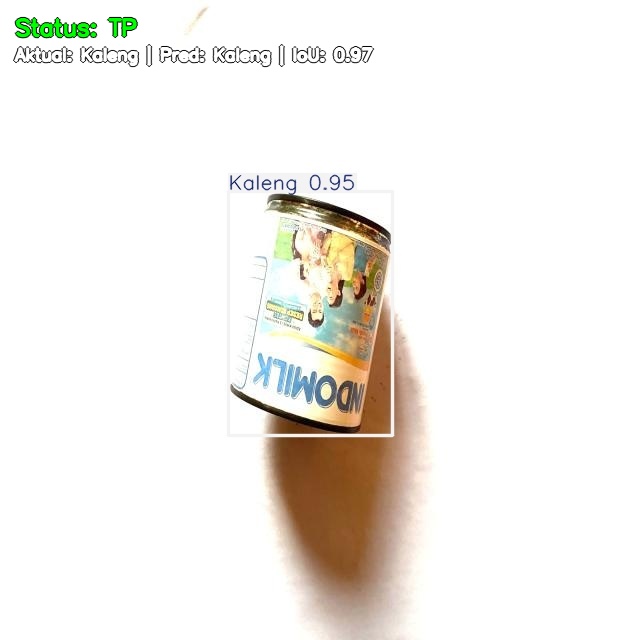 Status: TP
Aktual: Kaleng | Pred: Kaleng | IoU: 0.97
Kaleng 0.95
INDOMILK